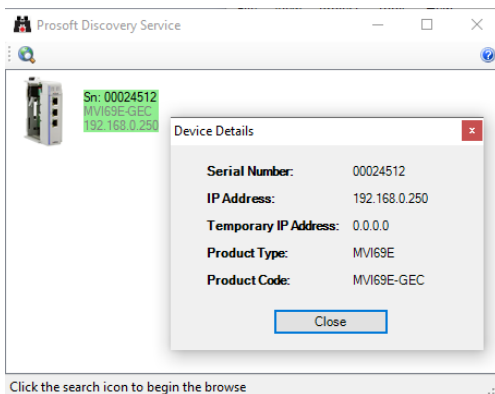 Prosoft Discovery Service
Sn: 00024512
MVI69E-GEC
192.168.0.250
Device Details
Serial Number: 00024512
IP Address: 192.168.0.250
Temporary IP Address: 0.0.0.0
Product Type: MVI69E
Product Code: MVI69E-GEC
Close
Click the search icon to begin the browse